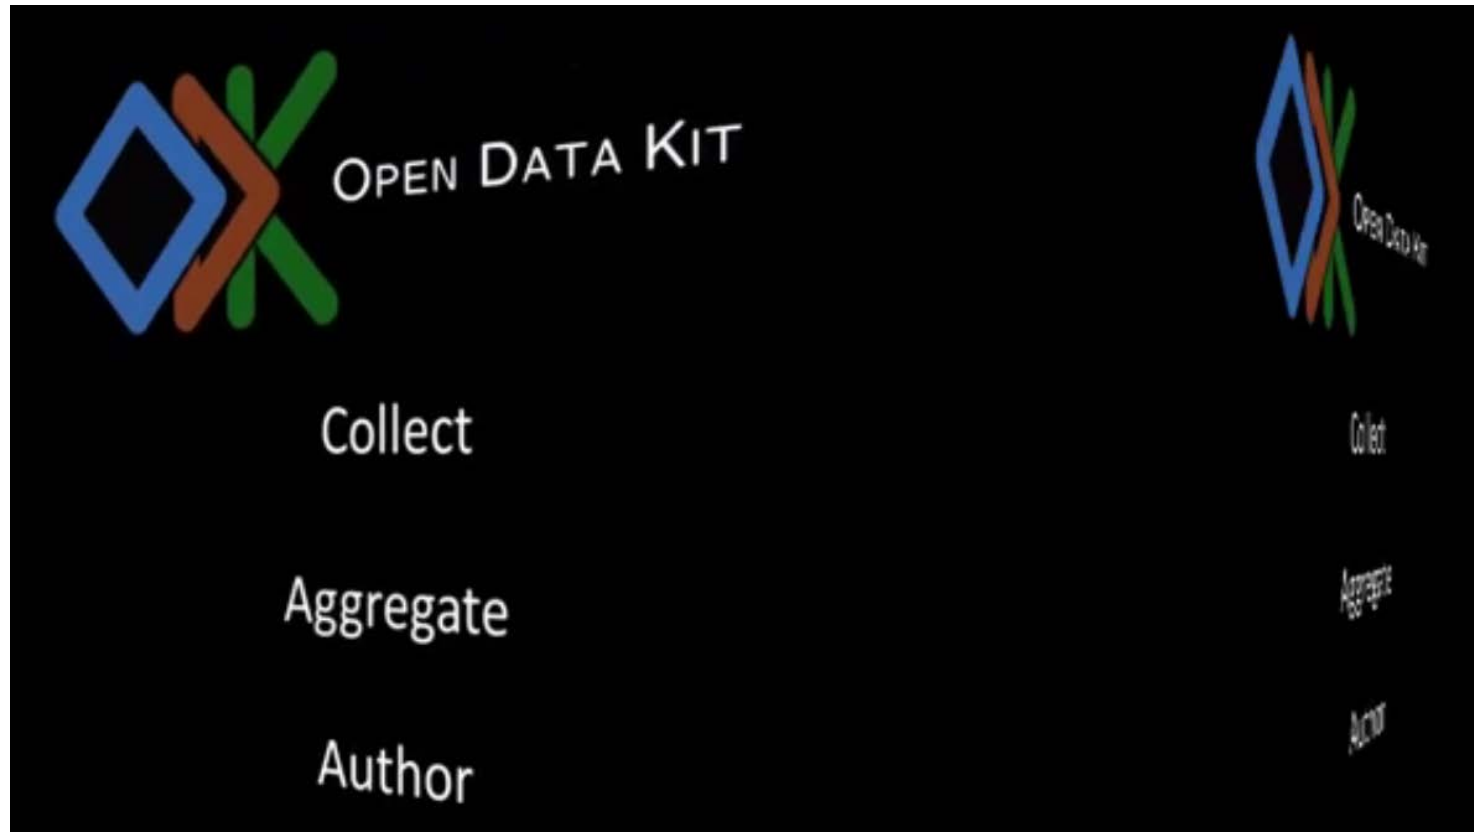 OPEN DATA KIT
Collect
Aggregate
Author
OPEN DATA KIT
Collect
Aggregate
Author